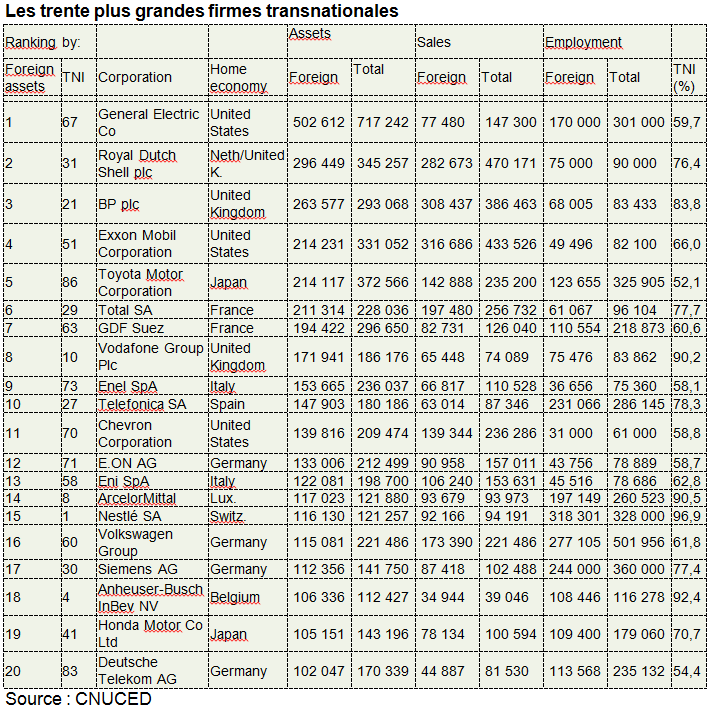 Les trente plus grandes firmes transnationales
Ranking by: Assets Sales Employment
Foreign assets TNI Corporation Home economy Foreign Total Foreign Total Foreign Total TNI (%)
1 67 General Electric Co United States 502 612 717 242 77 480 147 300 170 000 301 000 59,7
2 31 Royal Dutch Shell plc Neth/United K. 296 449 345 257 282 673 470 171 75 000 90 000 76,4
3 21 BP plc United Kingdom 263 577 293 068 308 437 386 463 68 005 83 433 83,8
4 51 Exxon Mobil Corporation United States 214 231 331 052 316 686 433 526 49 496 82 100 66,0
5 86 Toyota Motor Corporation Japan 214 117 372 566 142 888 235 200 123 655 325 905 52,1
6 29 Total SA France 211 314 228 036 197 480 256 732 61 067 96 104 77,7
7 63 GDF Suez France 194 422 296 650 82 731 126 040 110 554 218 873 60,6
8 10 Vodafone Group Plc United Kingdom 171 941 186 176 65 448 74 089 75 476 83 862 90,2
9 73 Enel SpA Italy 153 665 236 037 66 817 110 528 36 656 75 360 58,1
10 27 Telefonica SA Spain 147 903 180 186 63 014 87 346 231 066 286 145 78,3
11 70 Chevron Corporation United States 139 816 209 474 139 344 236 286 31 000 61 000 58,8
12 71 E.ON AG Germany 133 006 212 499 90 958 157 011 43 756 78 889 58,7
13 58 Eni SpA Italy 122 081 198 700 106 240 153 631 45 516 78 686 62,8
14 8 ArcelorMittal Lux. 117 023 121 880 93 679 93 973 197 149 260 523 90,5
15 1 Nestlé SA Switz. 116 130 121 257 92 166 94 191 318 301 328 000 96,9
16 60 Volkswagen Group Germany 115 081 221 486 173 390 221 486 277 105 501 956 61,8
17 30 Siemens AG Germany 112 356 141 750 87 418 102 488 244 000 360 000 77,4
18 4 Anheuser-Busch InBev NV Belgium 106 336 112 427 34 944 39 046 108 446 116 278 92,4
19 41 Honda Motor Co Ltd Japan 105 151 143 196 78 134 100 594 109 400 179 060 70,7
20 83 Deutsche Telekom AG Germany 102 047 170 339 44 887 81 530 113 568 235 132 54,4
Source : CNUCED